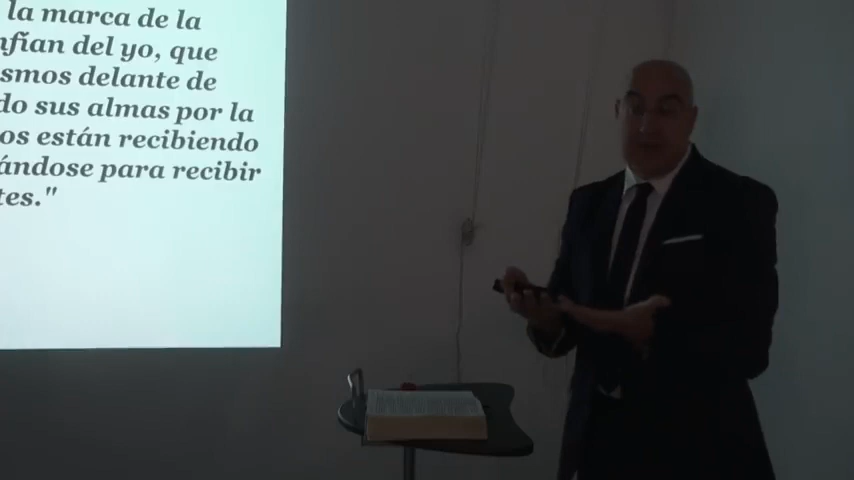 la marca de la
nfían del yo, que
smos delante de
do sus almas por la
os están recibiendo
ándose para recibir
tes."